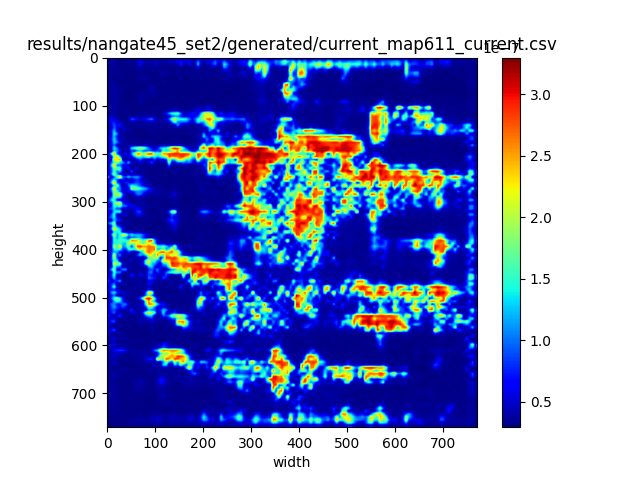 results/nangate45_set2/generated/current_map611_current.csv
1e−7
0
100
200
300
400
500
600
700
height
0 100 200 300 400 500 600 700
width
3.0
2.5
2.0
1.5
1.0
0.5